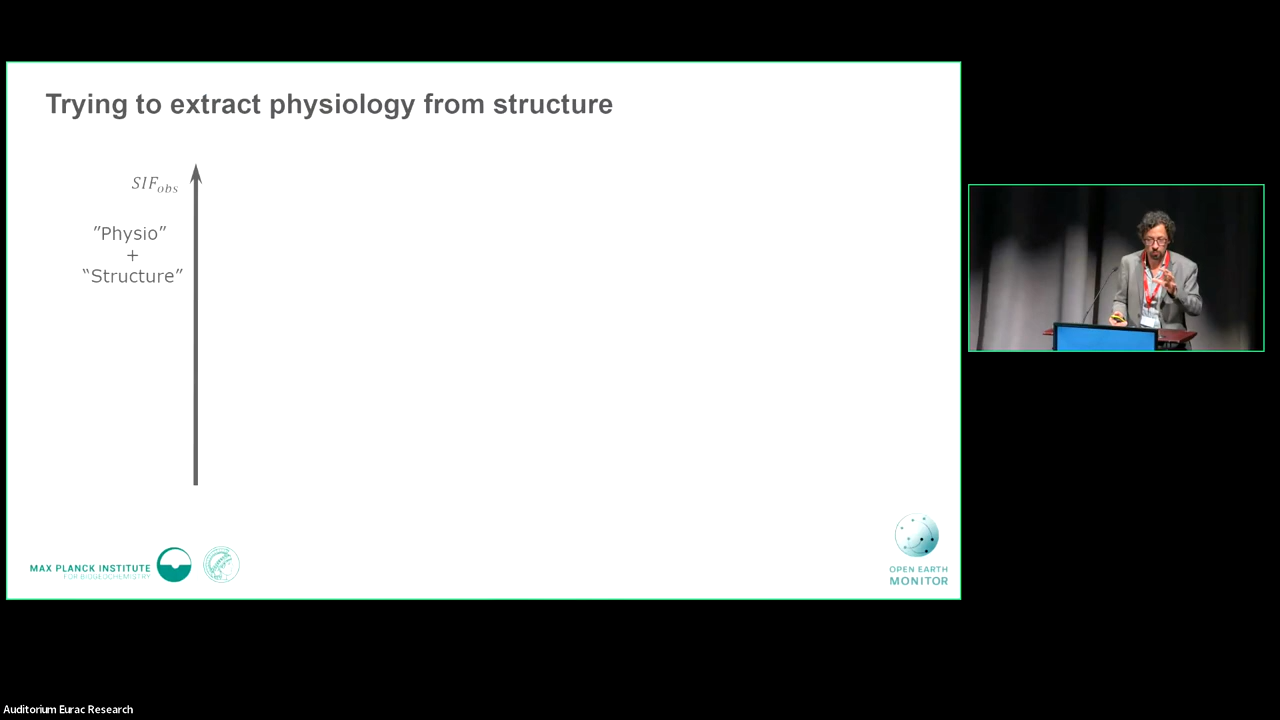 Trying to extract physiology from structure
SIFobs
”Physio”
+
“Structure”
MAX PLANCK INSTITUTE
FOR BIOGEOCHEMISTRY
OPEN EARTH
MONITOR
Auditorium Eurac Research